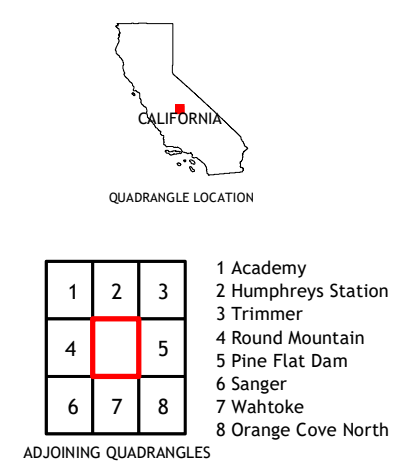 CALIFORNIA
QUADRANGLE LOCATION
1 2 3
4 5
6 7 8
1 Academy
2 Humphreys Station
3 Trimmer
4 Round Mountain
5 Pine Flat Dam
6 Sanger
7 Wahtoke
8 Orange Cove North
ADJOINING QUADRANGLES